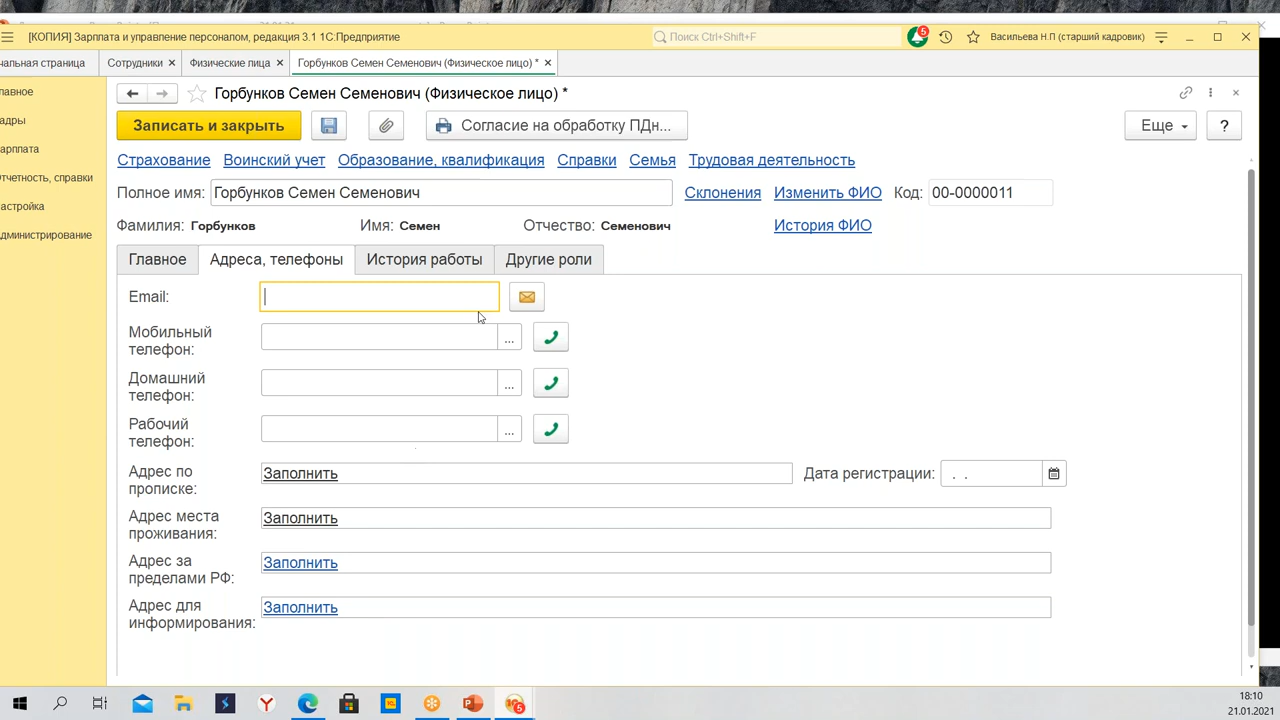 [КОПИЯ] Зарплата и управление персоналом, редакция 3.1 1С:Предприятие
Поиск Ctrl+Shift+F
5
Васильева Н.П (старший кадровик)
чальная страница
Сотрудники
Физические лица
Горбунков Семен Семенович (Физическое лицо) *
лавное
адры
арплата
тчетность, справки
астройка
дминистрирование
Горбунков Семен Семенович (Физическое лицо) *
Записать и закрыть
Согласие на обработку ПДн...
Еще
?
Страхование
Воинский учет
Образование, квалификация
Справки
Семья
Трудовая деятельность
Полное имя: Горбунков Семен Семенович
Склонения
Изменить ФИО
Код: 00-0000011
Фамилия: Горбунков
Имя: Семен
Отчество: Семенович
История ФИО
Главное
Адреса, телефоны
История работы
Другие роли
Email:
Мобильный
телефон:
...
Домашний
телефон:
...
Рабочий
телефон:
...
Адрес по
прописке:
Заполнить
Дата регистрации: . .
Адрес места
проживания:
Заполнить
Адрес за
пределами РФ:
Заполнить
Адрес для
информирования:
Заполнить
18:10
21.01.2021